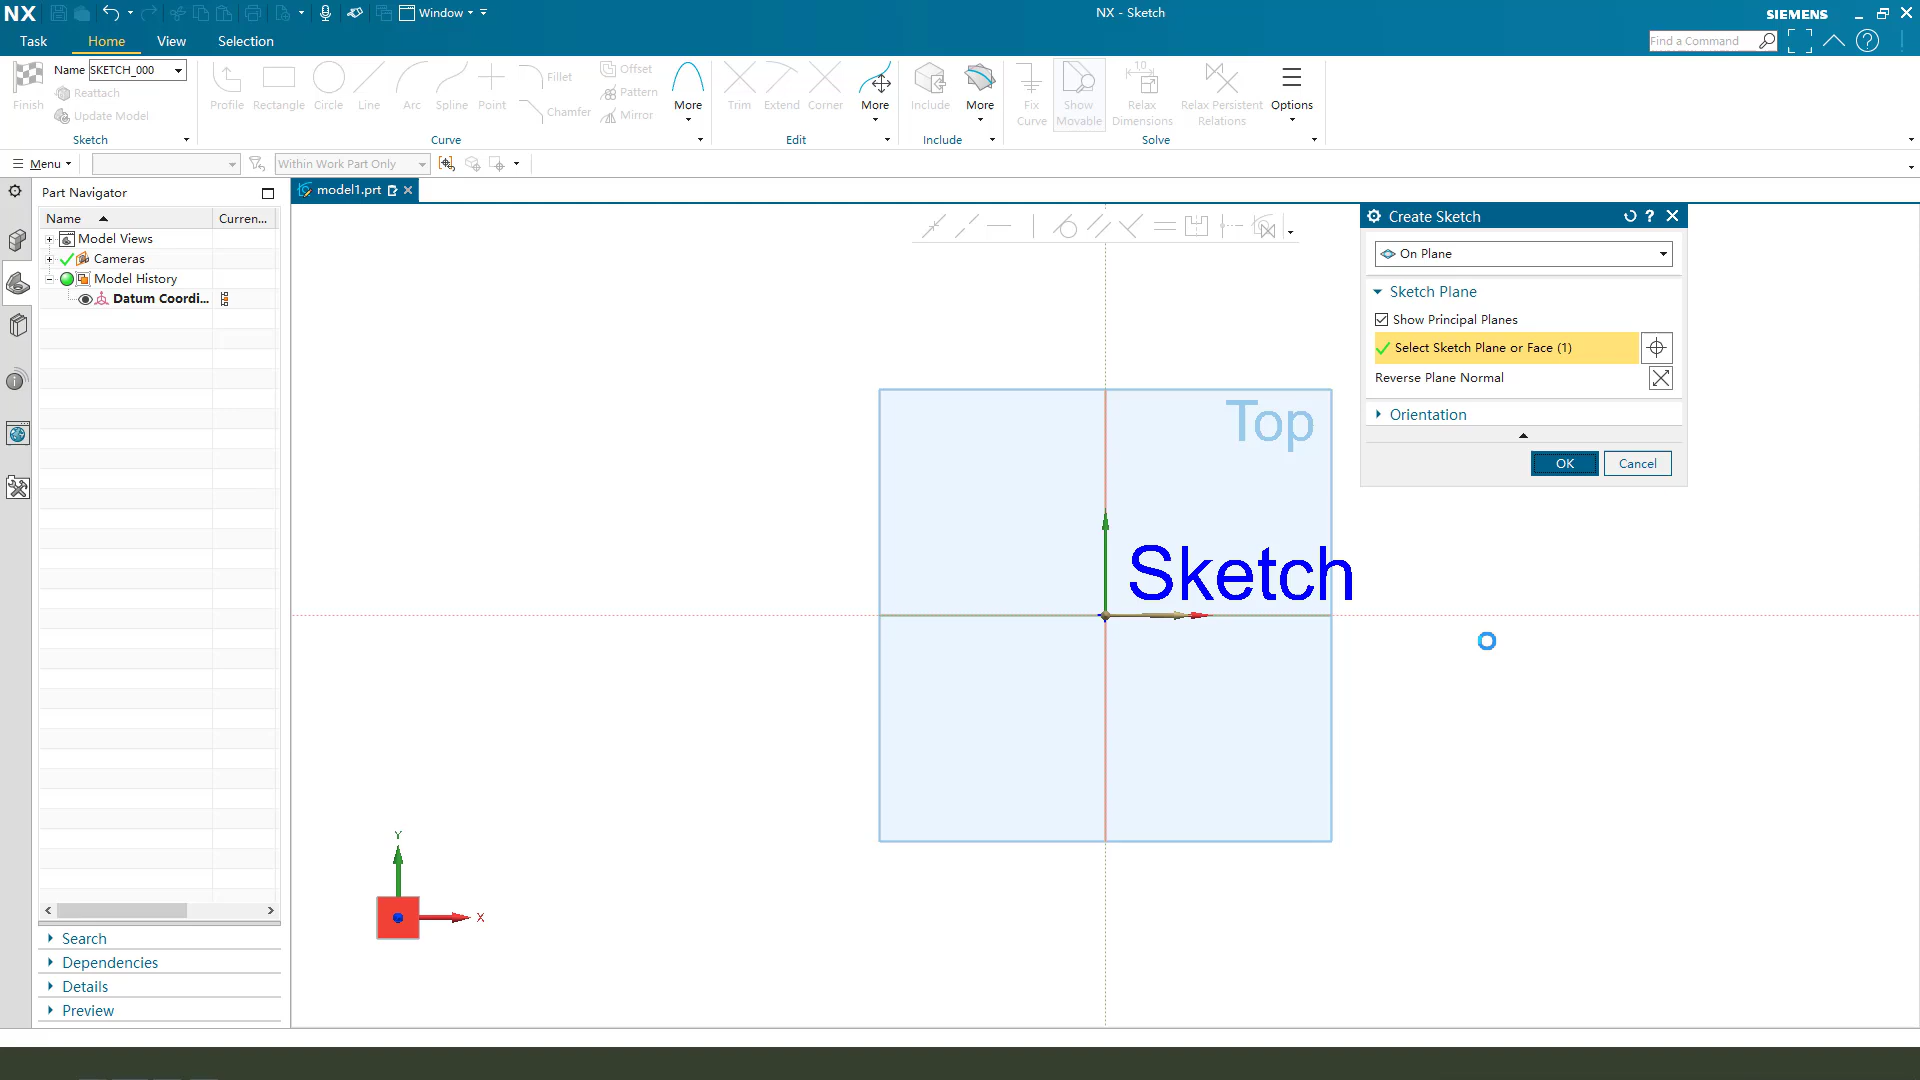 NX
Window
NX - Sketch
SIEMENS
Task
Home
View
Selection
Find a Command
Name
SKETCH_000
Finish
Reattach
Update Model
Sketch
Profile
Rectangle
Circle
Line
Arc
Spline
Point
Fillet
Chamfer
Offset
Pattern
Mirror
More
Curve
Trim
Extend
Corner
More
Edit
Include
More
Include
Fix
Curve
Show
Movable
10
Relax
Dimensions
Relax Persistent
Relations
Options
Solve
Menu
Within Work Part Only
Part Navigator
model1.prt
Name
Curren...
Model Views
Cameras
Model History
Datum Coordi...
Create Sketch
On Plane
Sketch Plane
Show Principal Planes
Select Sketch Plane or Face (1)
Reverse Plane Normal
Orientation
OK
Cancel
Top
Sketch
Y
X
Search
Dependencies
Details
Preview